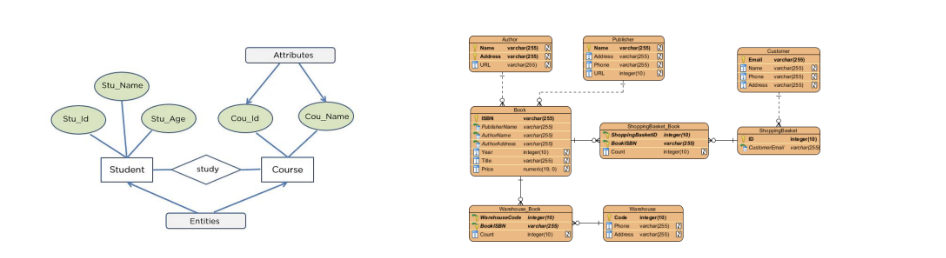 Attributes
Stu_Name
Stu_Id
Stu_Age
Cou_Id
Cou_Name
Student
study
Course
Entities
Author
Name varchar(255)
Address varchar(255)
URL varchar(255)
Publisher
Name varchar(255)
Address varchar(255)
Phone varchar(255)
URL integer(10)
Customer
Email varchar(255)
Name varchar(255)
Phone varchar(255)
Address varchar(255)
Book
ISBN varchar(255)
PublisherName varchar(255)
AuthorName varchar(255)
AuthorAddress varchar(255)
Year integer(10)
Title varchar(255)
Price numeric(19, 0)
ShoppingBasket_Book
ShoppingBasketID integer(10)
BookISBN varchar(255)
Count integer(10)
ShoppingBasket
ID integer(10)
CustomerEmail varchar(255)
Warehouse_Book
WarehouseCode integer(10)
BookISBN varchar(255)
Count integer(10)
Warehouse
Code integer(10)
Phone varchar(255)
Address varchar(255)